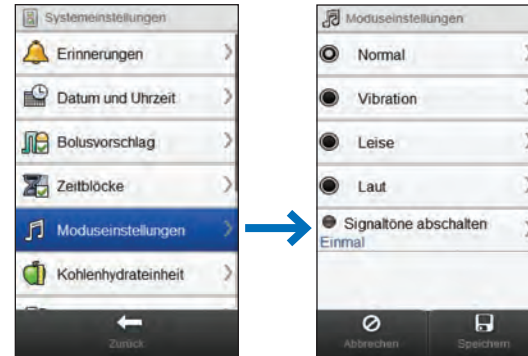 Systemeinstellungen
Erinnerungen
Datum und Uhrzeit
Bolusvorschlag
Zeitblöcke
Moduseinstellungen
Kohlenhydrateinheit
Zurück
Moduseinstellungen
Normal
Vibration
Leise
Laut
Signaltöne abschalten
Einmal
Abbrechen
Speichern